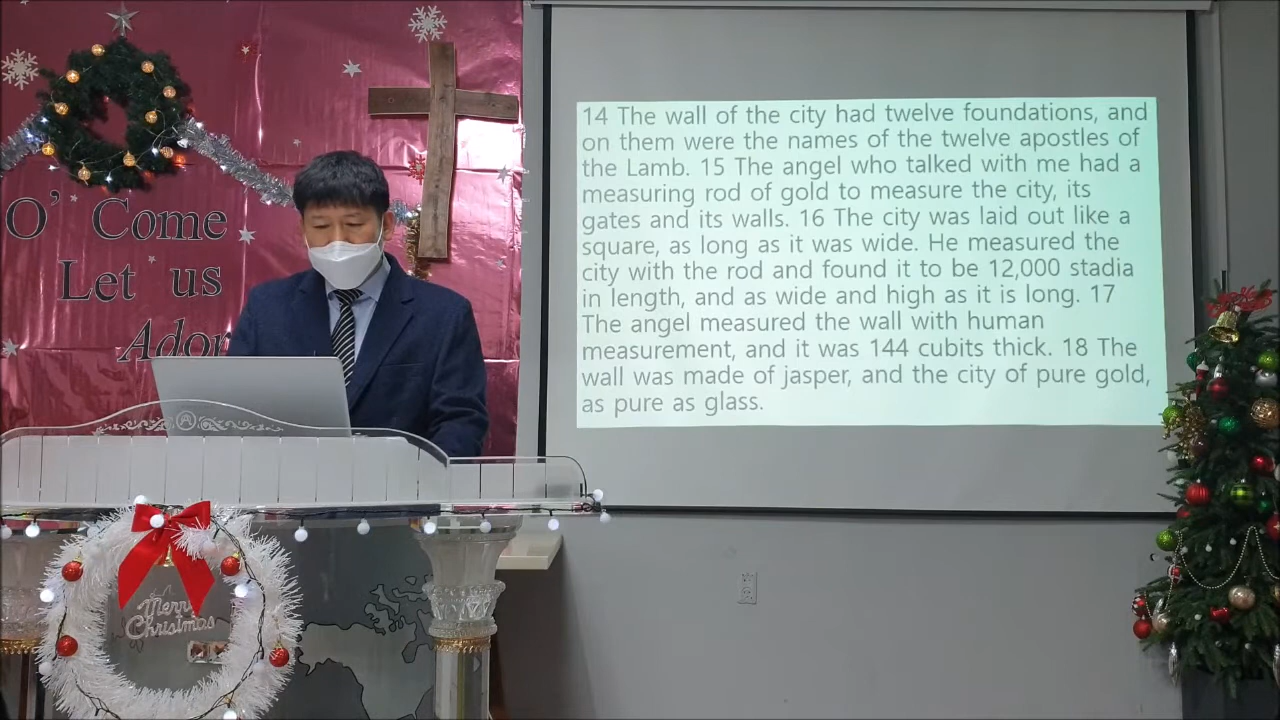 O' Come
Let us
Ador
14 The wall of the city had twelve foundations, and
on them were the names of the twelve apostles of
the Lamb. 15 The angel who talked with me had a
measuring rod of gold to measure the city, its
gates and its walls. 16 The city was laid out like a
square, as long as it was wide. He measured the
city with the rod and found it to be 12,000 stadia
in length, and as wide and high as it is long. 17
The angel measured the wall with human
measurement, and it was 144 cubits thick. 18 The
wall was made of jasper, and the city of pure gold,
as pure as glass.
Merry
Christmas